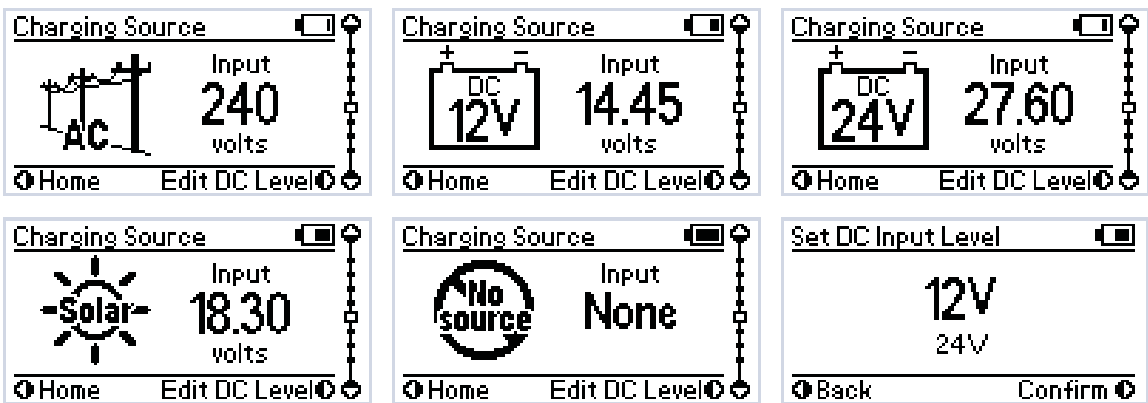 Charging Source
Input
AC
240
volts
Home Edit DC Level
Charging Source
+ −
Input
DC
12V
14.45
volts
Home Edit DC Level
Charging Source
+ −
Input
DC
24V
27.60
volts
Home Edit DC Level
Charging Source
Input
Solar
18.30
volts
Home Edit DC Level
Charging Source
Input
No
source
None
Home Edit DC Level
Set DC Input Level
12V
24V
Back Confirm